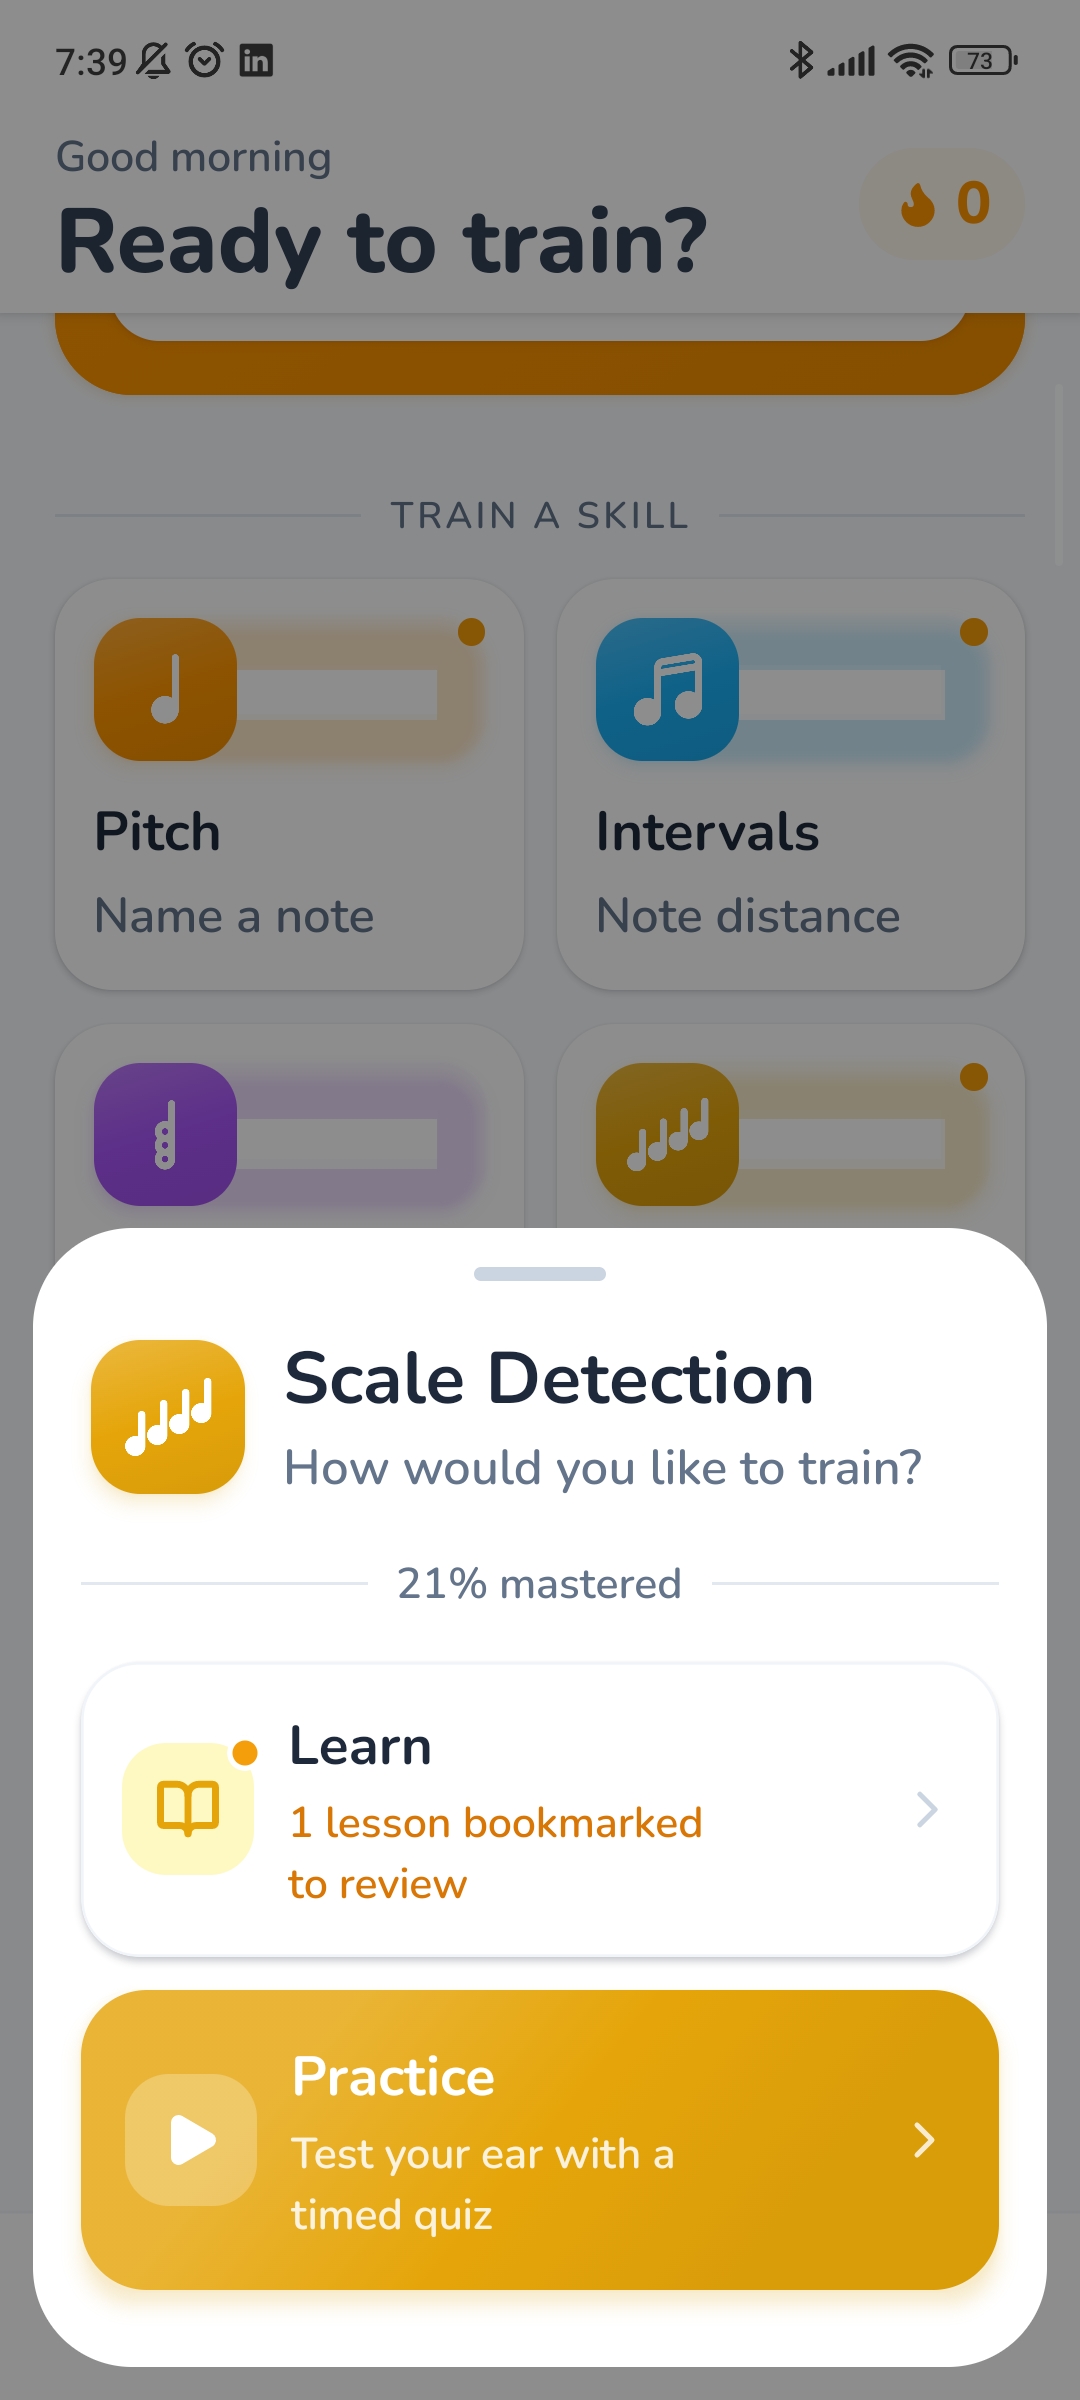 7:39
73
Good morning
Ready to train?
0
TRAIN A SKILL
Pitch
Name a note
Intervals
Note distance
Scale Detection
How would you like to train?
21% mastered
Learn
1 lesson bookmarked
to review
Practice
Test your ear with a
timed quiz